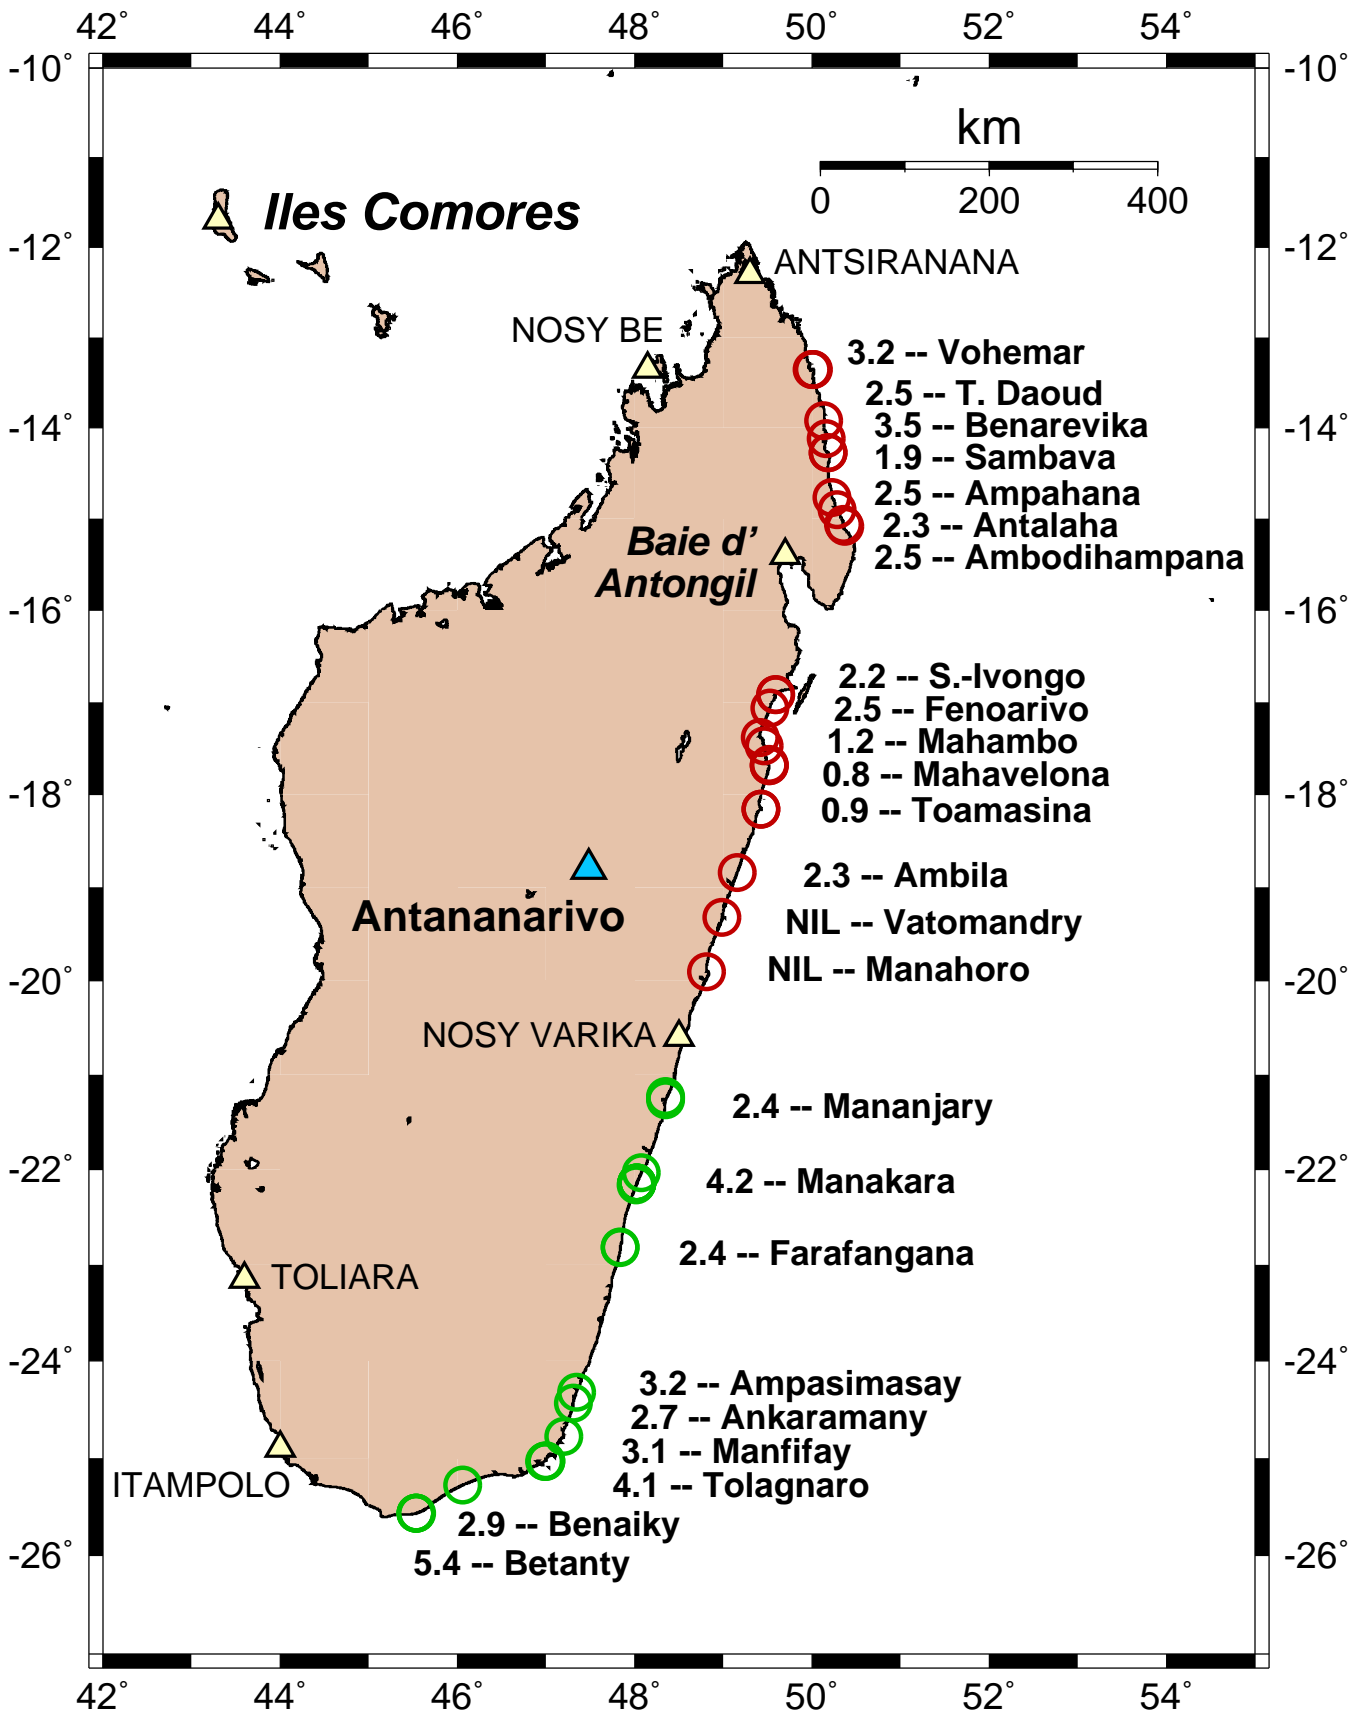 42° 44° 46° 48° 50° 52° 54°
-10° -10°
km
0 200 400
Iles Comores
-12° -12°
ANTSIRANANA
NOSY BE
3.2 -- Vohemar
2.5 -- T. Daoud
-14° 3.5 -- Benarevika -14°
1.9 -- Sambava
2.5 -- Ampahana
2.3 -- Antalaha
Baie d’
2.5 -- Ambodihampana
Antongil
-16° -16°
2.2 -- S.-Ivongo
2.5 -- Fenoarivo
1.2 -- Mahambo
0.8 -- Mahavelona
-18° -18°
0.9 -- Toamasina
2.3 -- Ambila
Antananarivo
NIL -- Vatomandry
NIL -- Manahoro
-20° -20°
NOSY VARIKA
2.4 -- Mananjary
-22° -22°
4.2 -- Manakara
2.4 -- Farafangana
TOLIARA
-24° -24°
3.2 -- Ampasimasay
2.7 -- Ankaramany
3.1 -- Manfifay
ITAMPOLO
4.1 -- Tolagnaro
2.9 -- Benaiky
-26° -26°
5.4 -- Betanty
42° 44° 46° 48° 50° 52° 54°